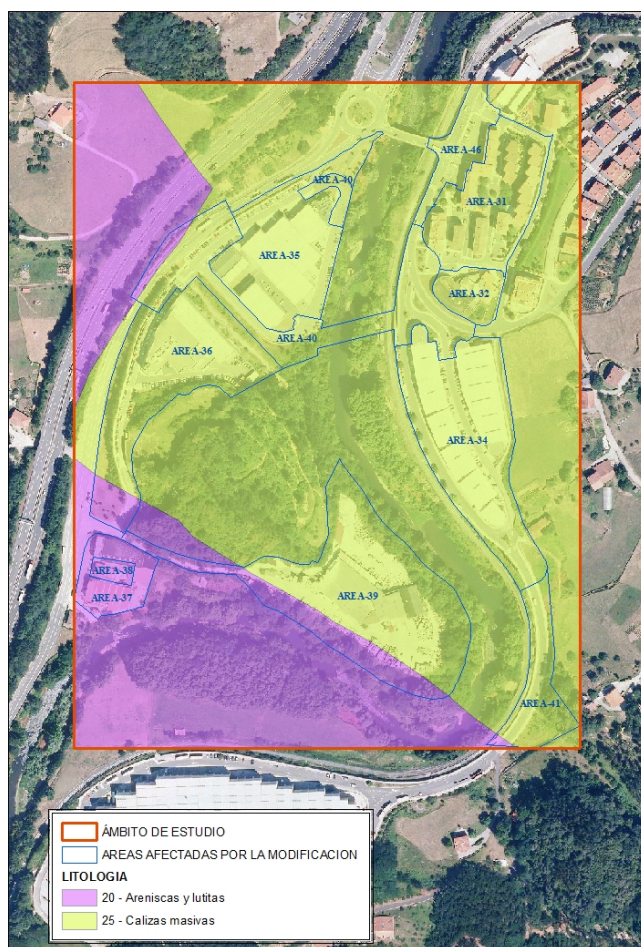 AREA-46
AREA-40
AREA-31
AREA-35
AREA-32
AREA-40
AREA-36
AREA-34
AREA-38
AREA-37
AREA-39
AREA-41
ÁMBITO DE ESTUDIO
AREAS AFECTADAS POR LA MODIFICACION
LITOLOGIA
20 - Areniscas y lutitas
25 - Calizas masivas